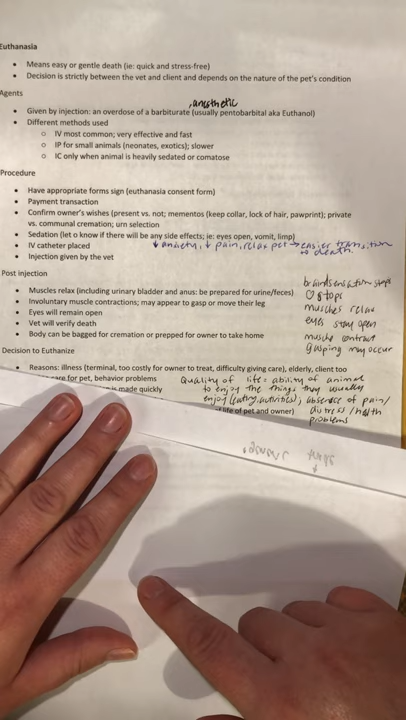 Euthanasia
• Means easy or gentle death (ie: quick and stress-free)
• Decision is strictly between the vet and client and depends on the nature of the pet's condition
Agents
, anesthetic
• Given by injection: an overdose of a barbiturate (usually pentobarbital aka Euthanol)
• Different methods used
o IV most common; very effective and fast
o IP for small animals (neonates, exotics); slower
o IC only when animal is heavily sedated or comatose
Procedure
• Have appropriate forms sign (euthanasia consent form)
• Payment transaction
• Confirm owner's wishes (present vs. not; mementos (keep collar, lock of hair, pawprint); private
vs. communal cremation; urn selection
• Sedation (let o know if there will be any side effects; ie: eyes open, vomit, limp)
• IV catheter placed
↓ anxiety, ↓ pain, relax pet → easier transition
to death.
• Injection given by the vet
Post injection
• Muscles relax (including urinary bladder and anus: be prepared for urine/feces)
• Involuntary muscle contractions; may appear to gasp or move their leg
• Eyes will remain open
• Vet will verify death
• Body can be bagged for cremation or prepped for owner to take home
stops
♡ stops
muscles relax
eyes stay open
muscle contract
gasping may occur
Decision to Euthanize
• Reasons: illness (terminal, too costly for owner to treat, difficulty giving care), elderly, client too
care for pet, behavior problems
is made quickly
life of pet and owner)
Quality of life = ability of animal
to enjoy the things they usually
enjoy (eating, activities), absence of pain/
distress/health
problems